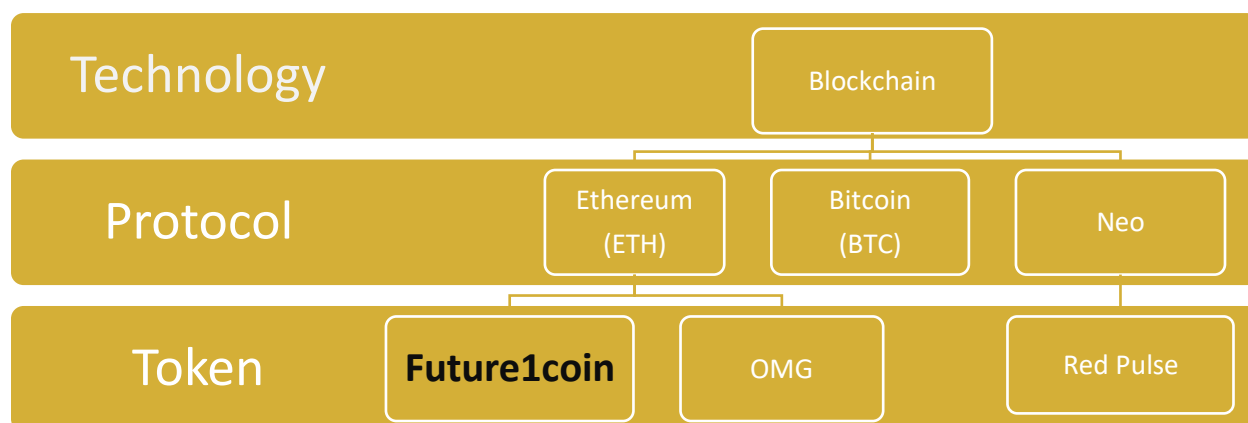 Technology
Blockchain
Protocol
Ethereum
(ETH)
Bitcoin
(BTC)
Neo
Token
Future1coin
OMG
Red Pulse